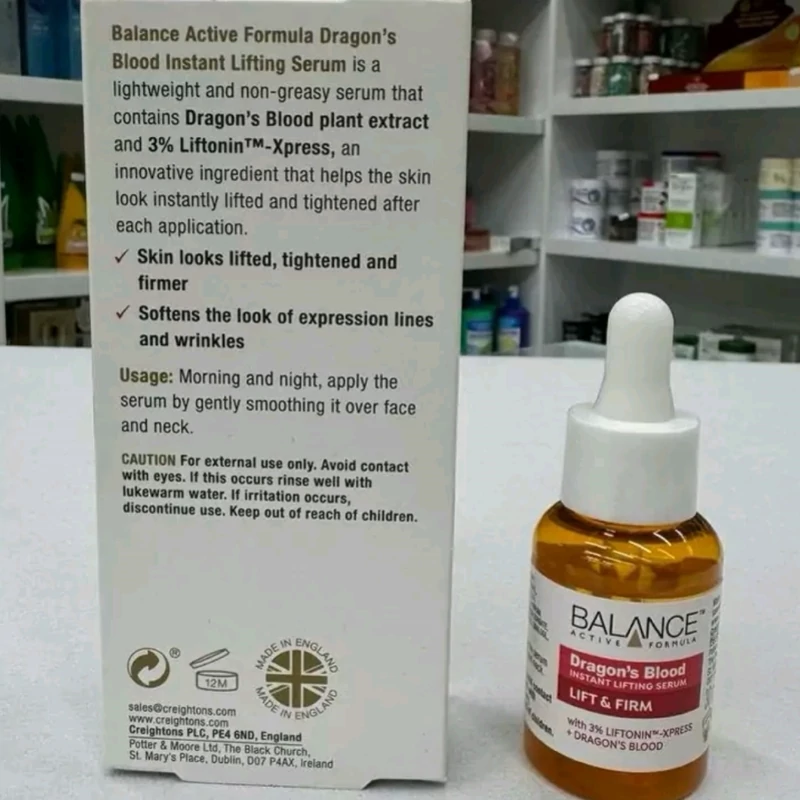 Balance Active Formula Dragon's
Blood Instant Lifting Serum is a
lightweight and non-greasy serum that
contains Dragon's Blood plant extract
and 3% Liftonin™-Xpress, an
innovative ingredient that helps the skin
look instantly lifted and tightened after
each application.
✓ Skin looks lifted, tightened and
firmer
✓ Softens the look of expression lines
and wrinkles
Usage: Morning and night, apply the
serum by gently smoothing it over face
and neck.
CAUTION For external use only. Avoid contact
with eyes. If this occurs rinse well with
lukewarm water. If irritation occurs,
discontinue use. Keep out of reach of children.
®
12M
MADE IN ENGLAND
MADE IN ENGLAND
sales@creightons.com
www.creightons.com
Creightons PLC, PE4 6ND, England
Potter & Moore Ltd, The Black Church,
St. Mary's Place, Dublin, D07 P4AX, Ireland
BALANCE™
ACTIVE FORMULA
Dragon's Blood
INSTANT LIFTING SERUM
LIFT & FIRM
with 3% LIFTONIN™-XPRESS
+ DRAGON'S BLOOD